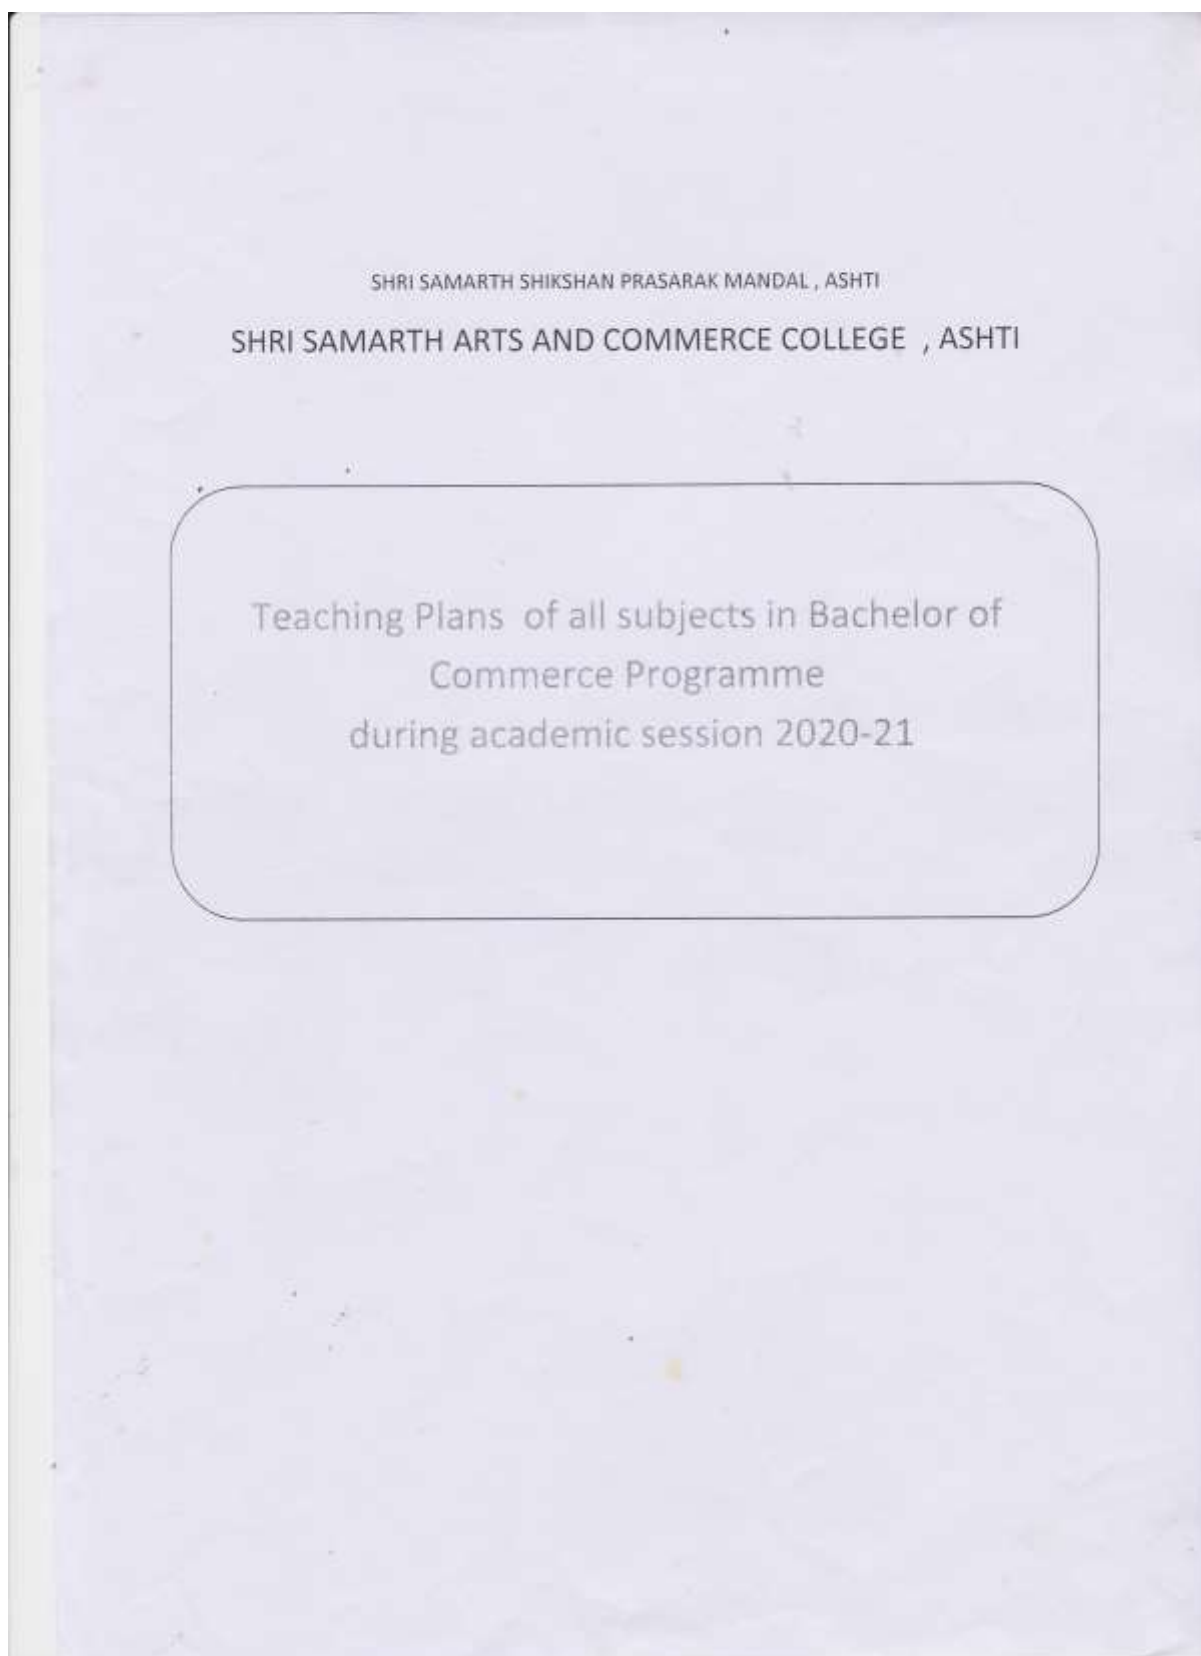 SHRI SAMARTH SHIKSHAN PRASARAK MANDAL , ASHTI
SHRI SAMARTH ARTS AND COMMERCE COLLEGE , ASHTI
Teaching Plans of all subjects in Bachelor of
Commerce Programme
during academic session 2020-21